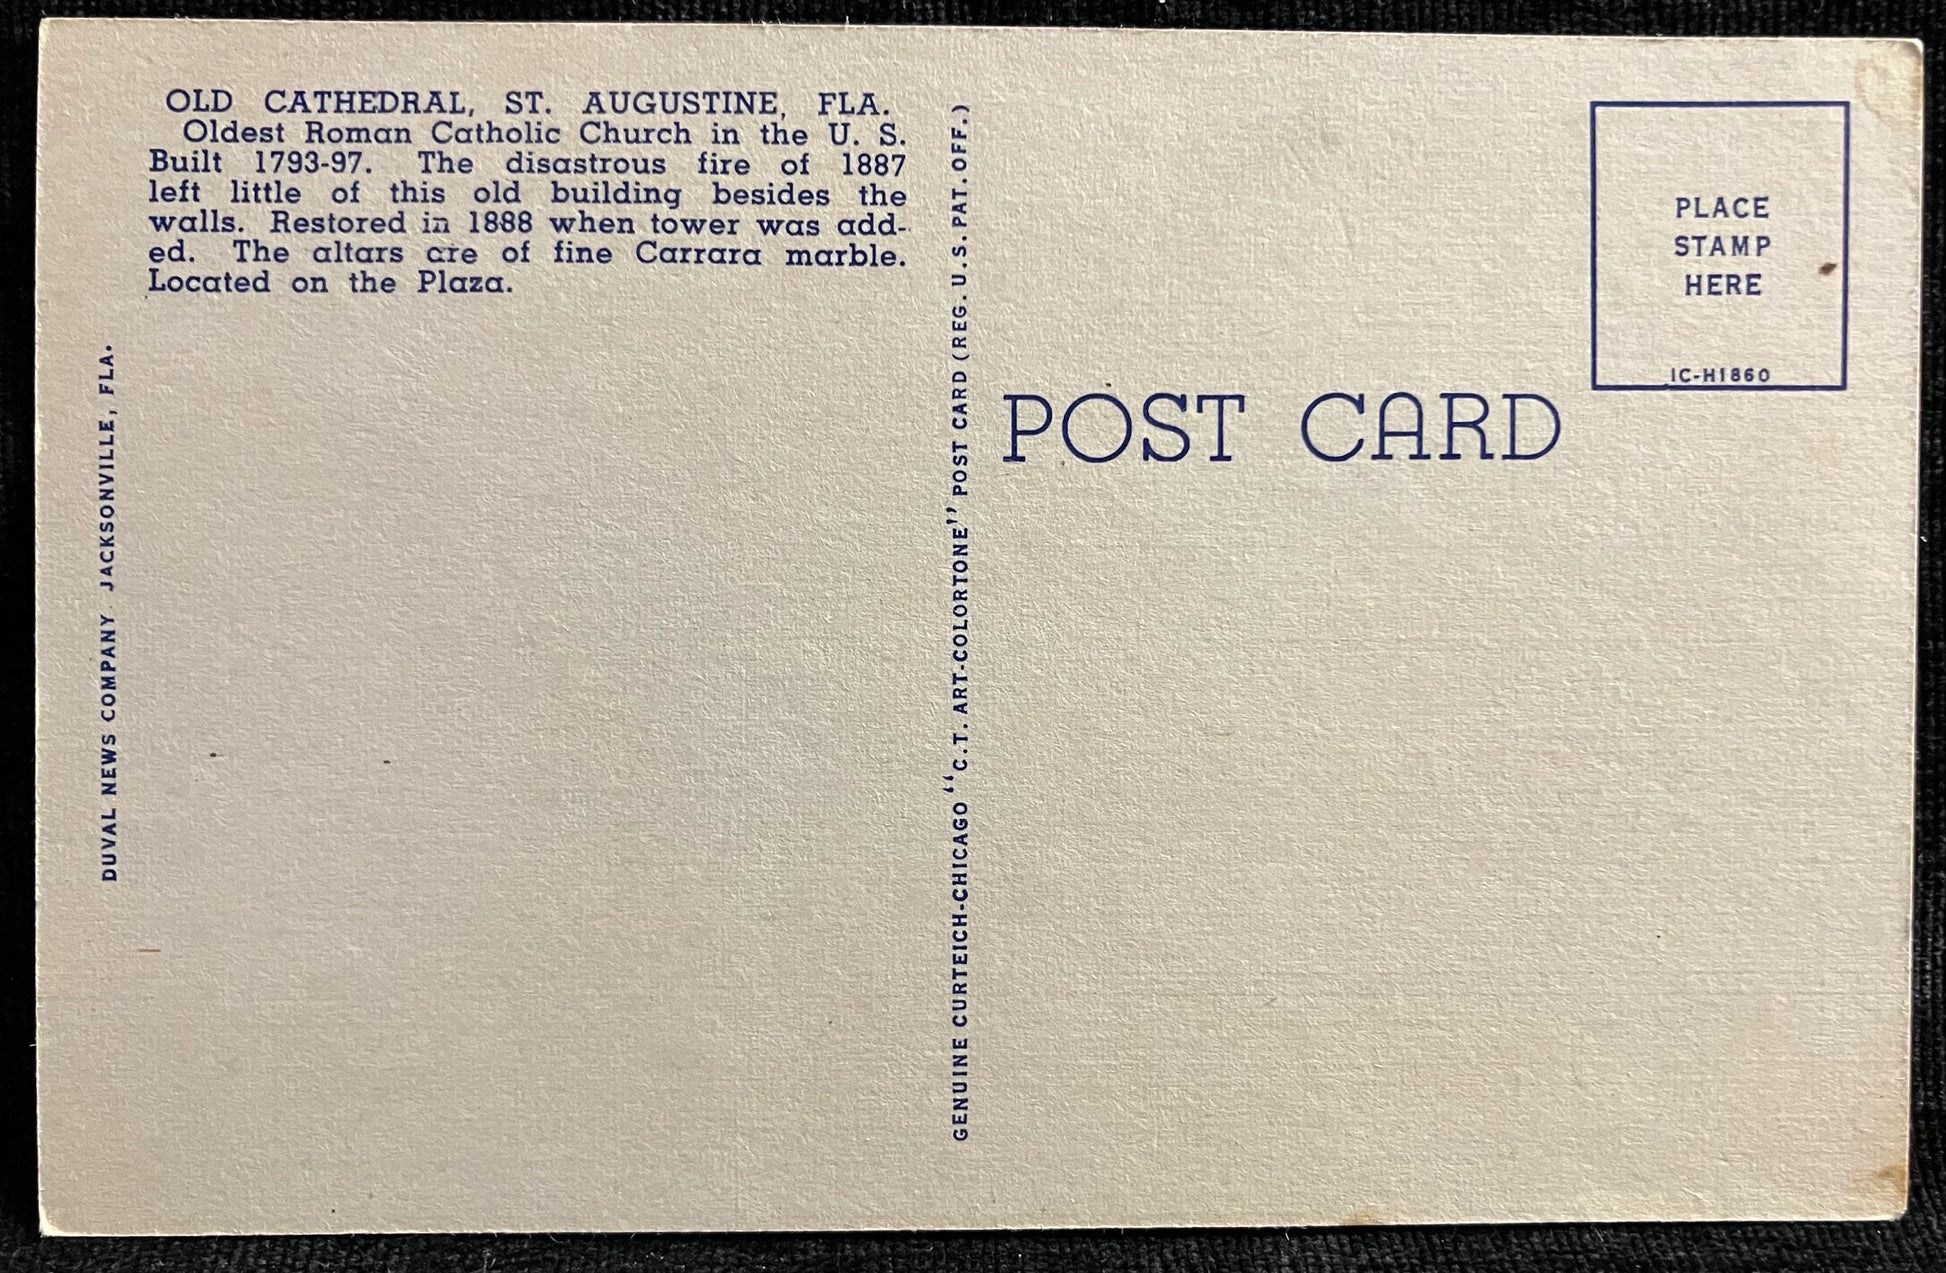 OLD CATHEDRAL, ST. AUGUSTINE, FLA.
Oldest Roman Catholic Church in the U. S.
Built 1793-97. The disastrous fire of 1887
left little of this old building besides the
walls. Restored in 1888 when tower was add-
ed. The altars are of fine Carrara marble.
Located on the Plaza.
DUVAL NEWS COMPANY JACKSONVILLE, FLA.
GENUINE CURTEICH-CHICAGO "C.T. ART-COLORTONE" POST CARD (REG. U.S. PAT. OFF.)
POST CARD
PLACE
STAMP
HERE
1C-H1860